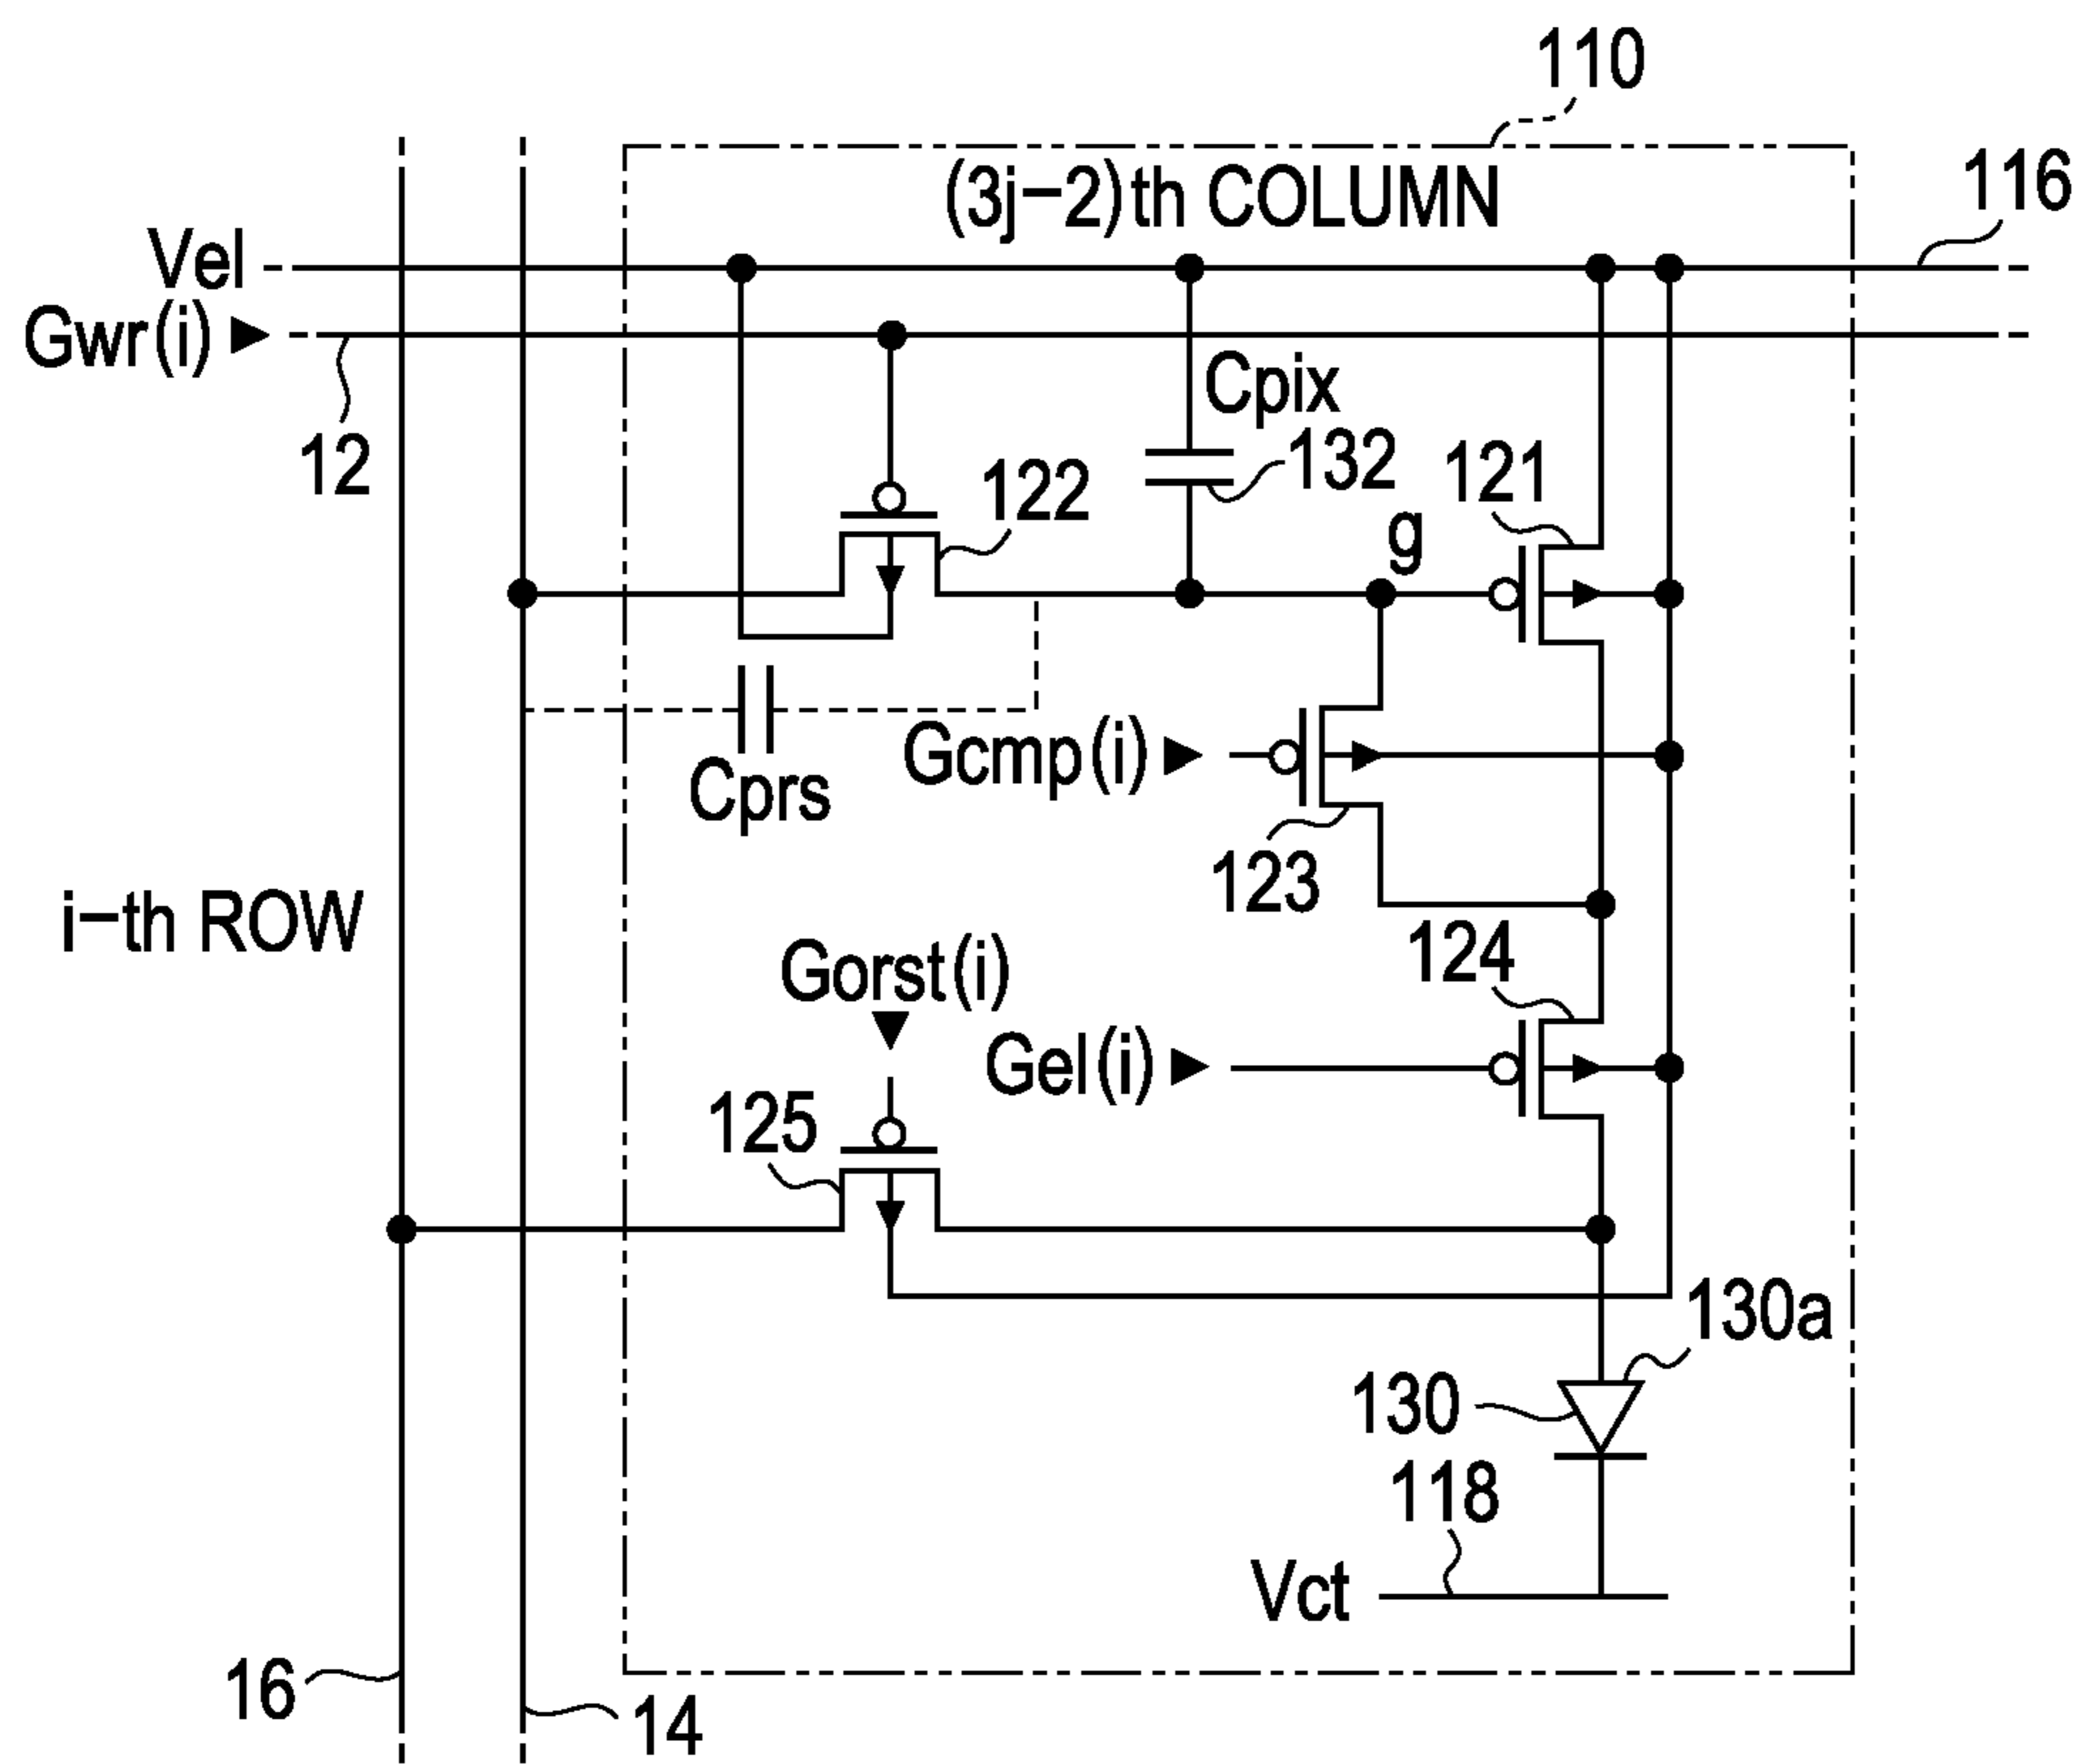 110
(3j-2)th COLUMN
116
Vel
Gwr(i)
12
Cpix
132
121
122
g
Gcmp(i)
Cprs
123
i-th ROW
124
Gorst(i)
Gel(i)
125
130a
130
118
Vct
16
14